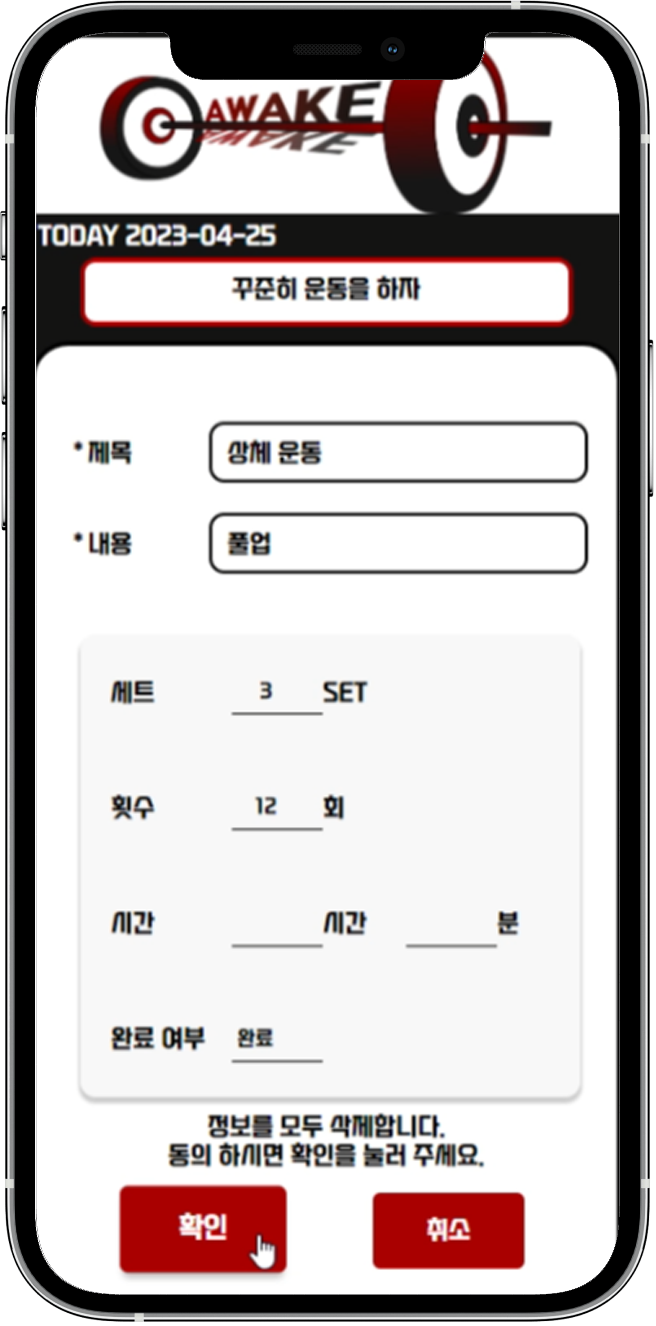 AWAKE
TODAY 2023-04-25
꾸준히 운동을 하자
* 제목 상체 운동
* 내용 풀업
세트 3 SET
횟수 12 회
시간 시간 분
완료 여부 완료
정보를 모두 삭제합니다.
동의 하시면 확인을 눌러 주세요.
확인 취소